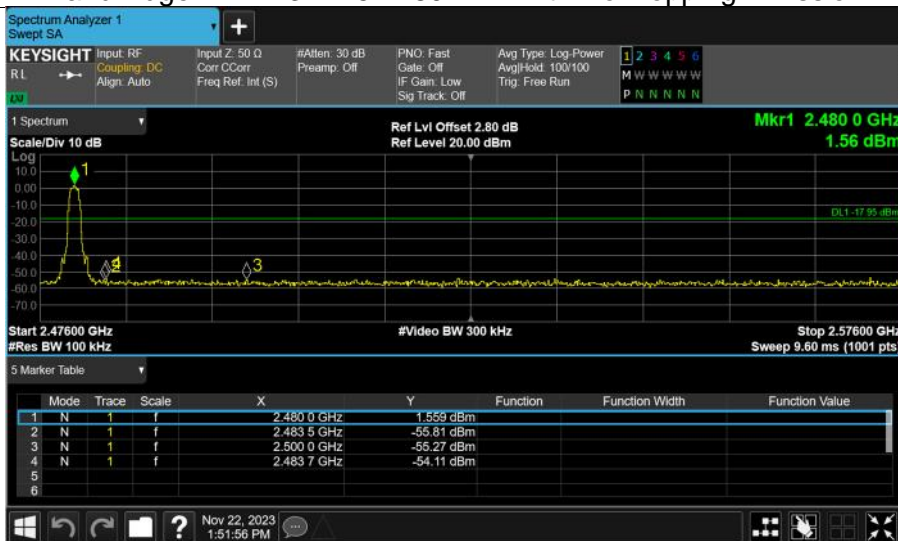 Spectrum Analyzer 1
Swept SA
+
KEYSIGHT
RL
Input: RF
Coupling: DC
Align: Auto
Input Z: 50 Ω
Corr CCorr
Freq Ref: Int (S)
#Atten: 30 dB
Preamp: Off
PNO: Fast
Gate: Off
IF Gain: Low
Sig Track: Off
Avg Type: Log-Power
Avg|Hold: 100/100
Trig: Free Run
1 2 3 4 5 6
M W W W W W
P N N N N N
1 Spectrum
Scale/Div 10 dB
Ref Lvl Offset 2.80 dB
Ref Level 20.00 dBm
Mkr1 2.480 0 GHz
1.56 dBm
Log
10.0
0.00
-10.0
-20.0
-30.0
-40.0
-50.0
-60.0
-70.0
1
3
DL1 -17.95 dBm
Start 2.47600 GHz
#Res BW 100 kHz
#Video BW 300 kHz
Stop 2.57600 GHz
Sweep 9.60 ms (1001 pts)
5 Marker Table
Mode Trace Scale X Y Function Function Width Function Value
1 N 1 f 2.480 0 GHz 1.559 dBm
2 N 1 f 2.483 5 GHz -55.81 dBm
3 N 1 f 2.500 0 GHz -55.27 dBm
4 N 1 f 2.483 7 GHz -54.11 dBm
5
6
?
Nov 22, 2023
1:51:56 PM